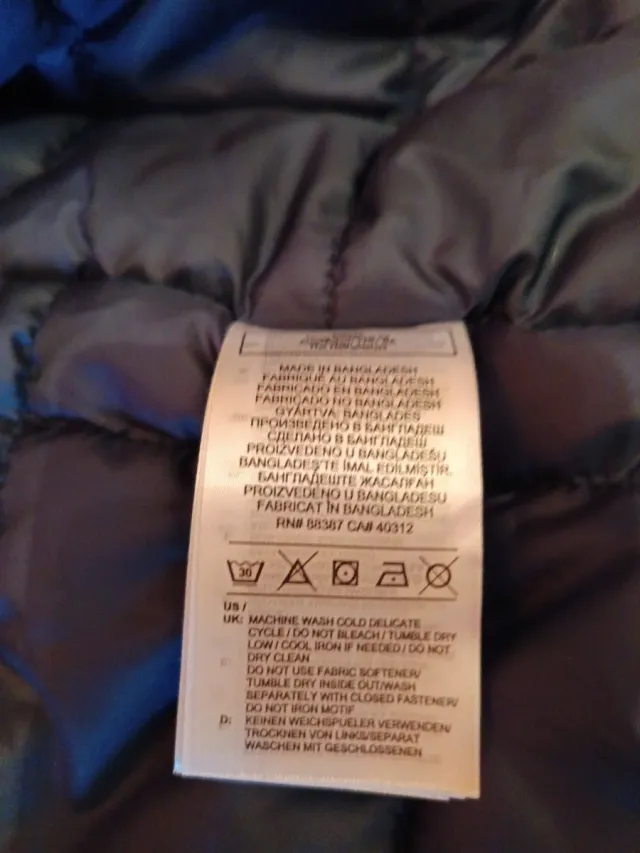 MADE IN BANGLADESH
FABRIQUÉ AU BANGLADESH
FABRICADO EN BANGLADESH
FABRICADO NO BANGLADESH
GYÁRTVA: BANGLADES
ПРОИЗВЕДЕНО В БАНГЛАДЕШ
СДЕЛАНО В БАНГЛАДЕШ
PROIZVEDENO U BANGLADEŠU
BANGLADEŞ'TE İMAL EDİLMİŞTİR.
БАНГЛАДЕШТЕ ЖАСАЛҒАН
PROIZVEDENO U BANGLADESU
FABRICAT ÎN BANGLADESH
RN# 88387 CA# 40312
30
US /
UK: MACHINE WASH COLD DELICATE
CYCLE / DO NOT BLEACH / TUMBLE DRY
LOW / COOL IRON IF NEEDED / DO NOT
DRY CLEAN
DO NOT USE FABRIC SOFTENER/
TUMBLE DRY INSIDE OUT/WASH
SEPARATELY WITH CLOSED FASTENER/
DO NOT IRON MOTIF
D: KEINEN WEICHSPUELER VERWENDEN/
TROCKNEN VON LINKS/SEPARAT
WASCHEN MIT GESCHLOSSENEN